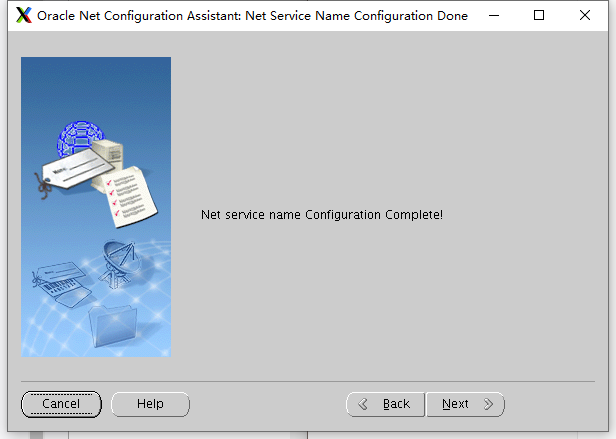 Oracle Net Configuration Assistant: Net Service Name Configuration Done
Net service name Configuration Complete!
Cancel
Help
Back
Next